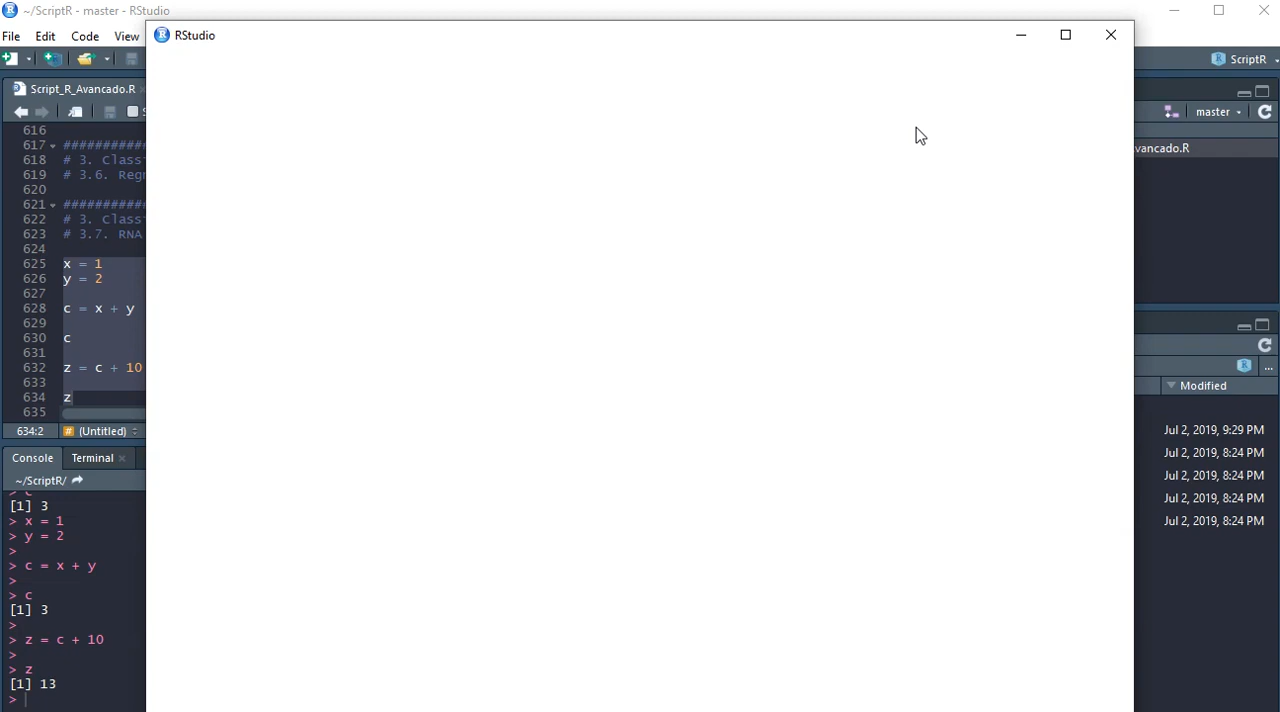 ~/ScriptR - master - RStudio
File Edit Code View
RStudio
ScriptR
Script_R_Avancado.R
master
616
617 ##########
618 # 3. Class
619 # 3.6. Reg
620
621 ##########
622 # 3. Class
623 # 3.7. RNA
624
625 x = 1
626 y = 2
627
628 c = x + y
629
630 c
631
632 z = c + 10
633
634 z
635
634:2 (Untitled)
vancado.R
...
Modified
Jul 2, 2019, 9:29 PM
Jul 2, 2019, 8:24 PM
Jul 2, 2019, 8:24 PM
Jul 2, 2019, 8:24 PM
Jul 2, 2019, 8:24 PM
Console Terminal
~/ScriptR/
> c
[1] 3
> x = 1
> y = 2
>
> c = x + y
>
> c
[1] 3
>
> z = c + 10
>
> z
[1] 13
>